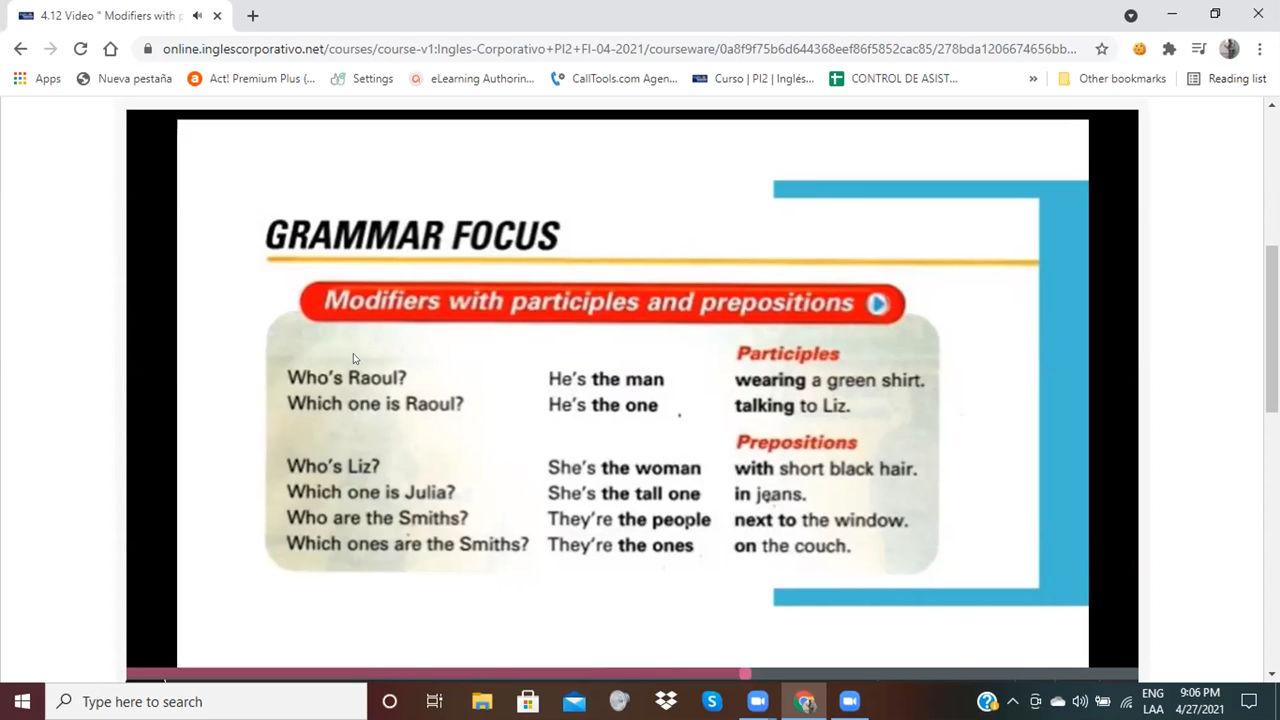 4.12 Video " Modifiers with p
online.inglescorporativo.net/courses/course-v1:Ingles-Corporativo+PI2+FI-04-2021/courseware/0a8f9f75b6d644368eef86f5852cac85/278bda1206674656bb...
Apps Nueva pestaña Act! Premium Plus (... Settings eLearning Authorin... CallTools.com Agen... Curso | PI2 | Inglés... CONTROL DE ASIST... » Other bookmarks Reading list
GRAMMAR FOCUS
Modifiers with participles and prepositions
Participles
Who's Raoul? He's the man wearing a green shirt.
Which one is Raoul? He's the one talking to Liz.
Prepositions
Who's Liz? She's the woman with short black hair.
Which one is Julia? She's the tall one in jeans.
Who are the Smiths? They're the people next to the window.
Which ones are the Smiths? They're the ones on the couch.
Type here to search
ENG 9:06 PM
LAA 4/27/2021